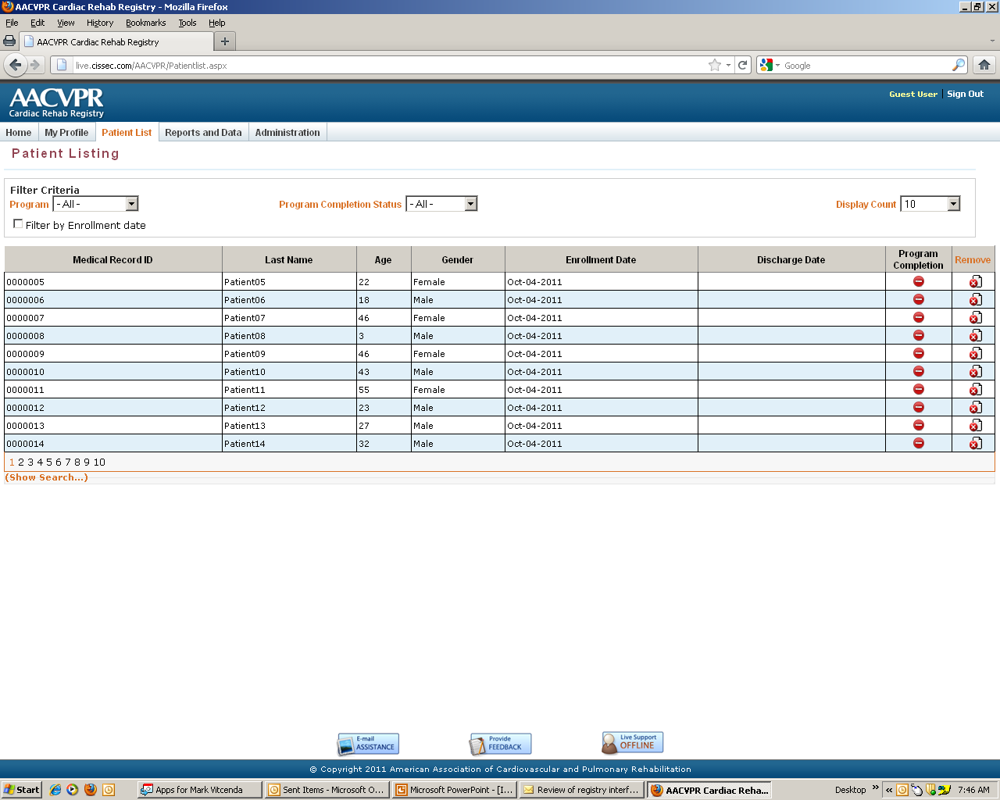 AACVPR Cardiac Rehab Registry - Mozilla Firefox
File Edit View History Bookmarks Tools Help
AACVPR Cardiac Rehab Registry
live.cissec.com/AACVPR/Patientlist.aspx
Google
AACVPR
Cardiac Rehab Registry
Guest User | Sign Out
Home My Profile Patient List Reports and Data Administration
Patient Listing
Filter Criteria
Program - All - Program Completion Status - All - Display Count 10
Filter by Enrollment date
Medical Record ID Last Name Age Gender Enrollment Date Discharge Date Program Completion Remove
0000005 Patient05 22 Female Oct-04-2011
0000006 Patient06 18 Male Oct-04-2011
0000007 Patient07 46 Female Oct-04-2011
0000008 Patient08 3 Male Oct-04-2011
0000009 Patient09 46 Female Oct-04-2011
0000010 Patient10 43 Male Oct-04-2011
0000011 Patient11 55 Female Oct-04-2011
0000012 Patient12 23 Male Oct-04-2011
0000013 Patient13 27 Male Oct-04-2011
0000014 Patient14 32 Male Oct-04-2011
1 2 3 4 5 6 7 8 9 10
(Show Search...)
E-mail ASSISTANCE
Provide FEEDBACK
Live Support OFFLINE
© Copyright 2011 American Association of Cardiovascular and Pulmonary Rehabilitation
Start Apps for Mark Vitcenda Sent Items - Microsoft O... Microsoft PowerPoint - [I... Review of registry interf... AACVPR Cardiac Reha... Desktop » « 7:46 AM